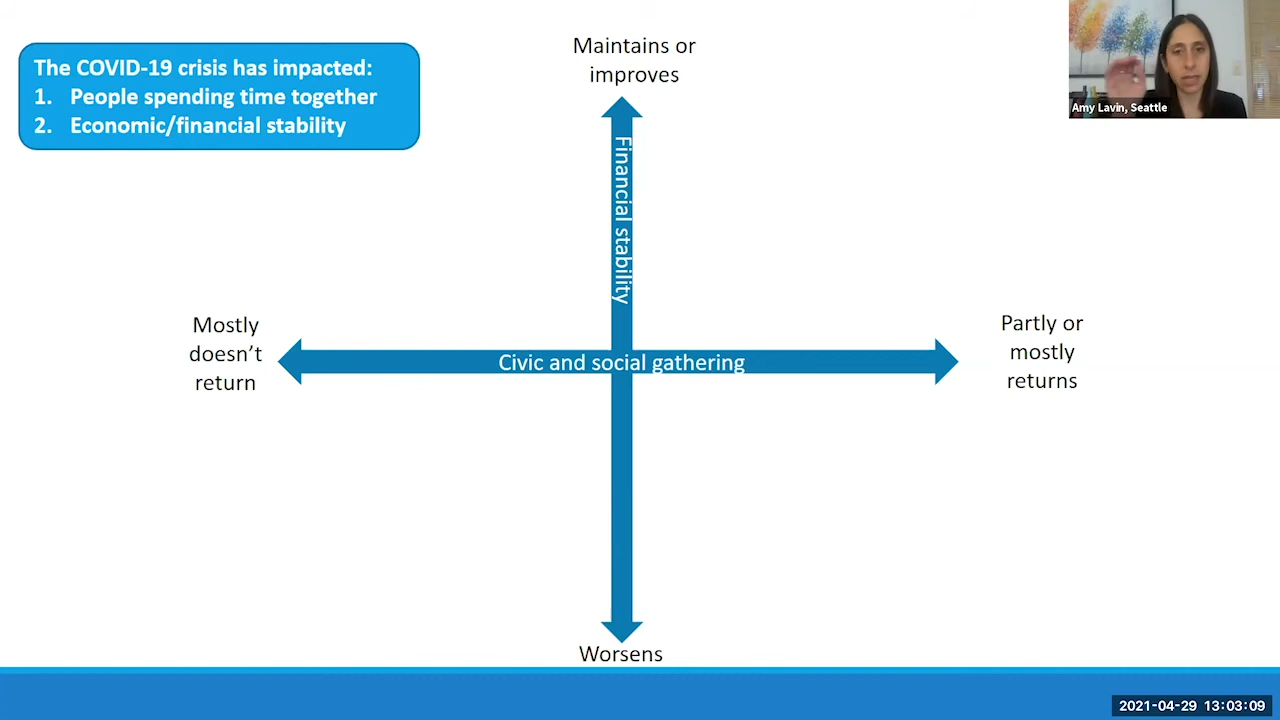 The COVID-19 crisis has impacted:
1. People spending time together
2. Economic/financial stability
Maintains or
improves
Amy Lavin, Seattle
Financial stability
Mostly
doesn't
return
Civic and social gathering
Partly or
mostly
returns
Worsens
2021-04-29 13:03:09